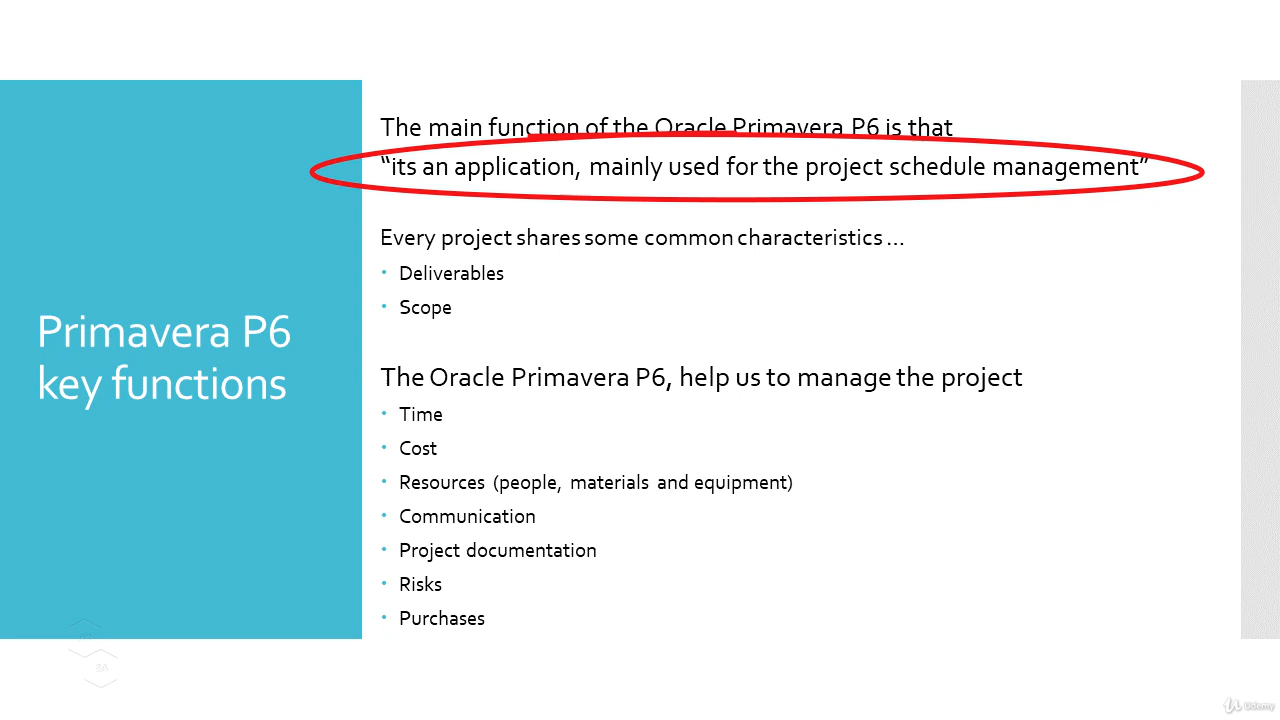 Primavera P6
key functions
The main function of the Oracle Primavera P6 is that
“its an application, mainly used for the project schedule management”
Every project shares some common characteristics ...
• Deliverables
• Scope
The Oracle Primavera P6, help us to manage the project
• Time
• Cost
• Resources (people, materials and equipment)
• Communication
• Project documentation
• Risks
• Purchases
SA
Udemy